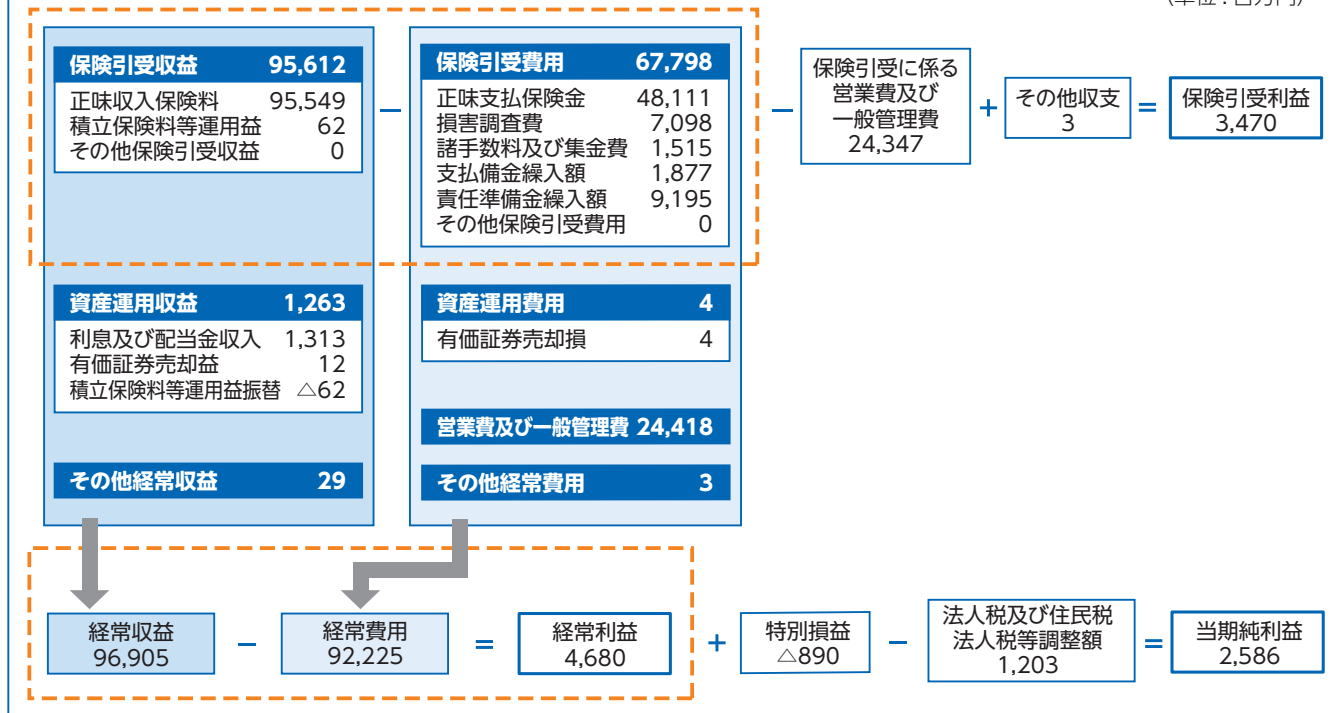 保険引受収益 95,612
正味収入保険料 95,549
積立保険料等運用益 62
その他保険引受収益 0
−
保険引受費用 67,798
正味支払保険金 48,111
損害調査費 7,098
諸手数料及び集金費 1,515
支払備金繰入額 1,877
責任準備金繰入額 9,195
その他保険引受費用 0
−
保険引受に係る
営業費及び
一般管理費
24,347
+
その他収支
3
=
保険引受利益
3,470
資産運用収益 1,263
利息及び配当金収入 1,313
有価証券売却益 12
積立保険料等運用益振替 △62
その他経常収益 29
資産運用費用 4
有価証券売却損 4
営業費及び一般管理費 24,418
その他経常費用 3
経常収益
96,905
−
経常費用
92,225
=
経常利益
4,680
+
特別損益
△890
−
法人税及び住民税
法人税等調整額
1,203
=
当期純利益
2,586